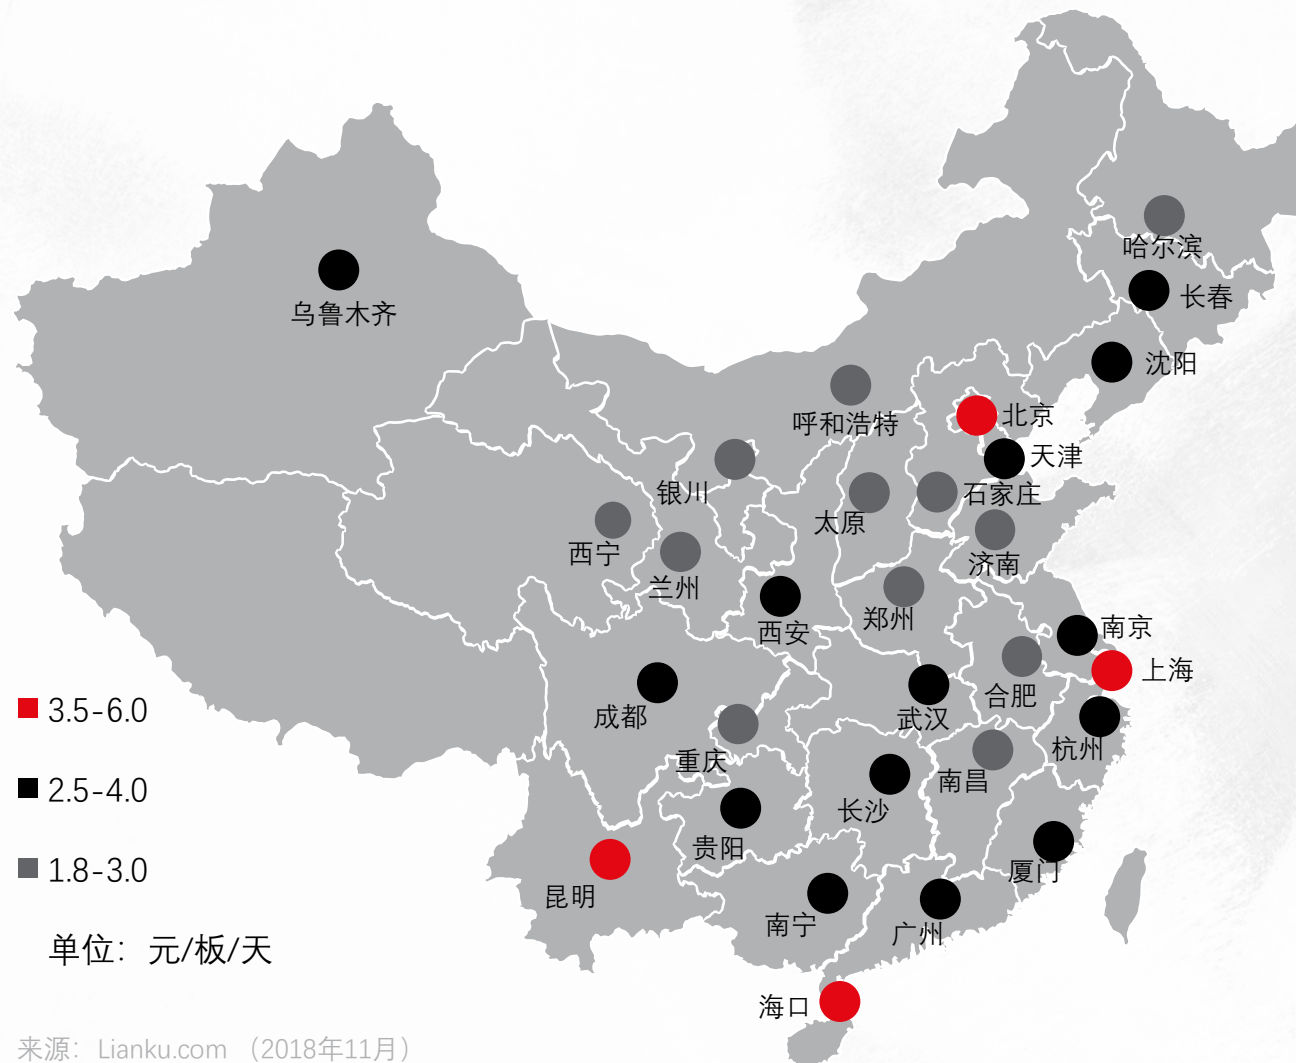 哈尔滨
长春
乌鲁木齐
沈阳
呼和浩特
北京
天津
银川
石家庄
太原
西宁
济南
兰州
郑州
西安
南京
上海
合肥
成都
武汉
3.5-6.0
杭州
重庆
南昌
2.5-4.0
长沙
贵阳
1.8-3.0
厦门
昆明
南宁
广州
单位：元/板/天
海口
来源：Lianku.com （2018年11月）